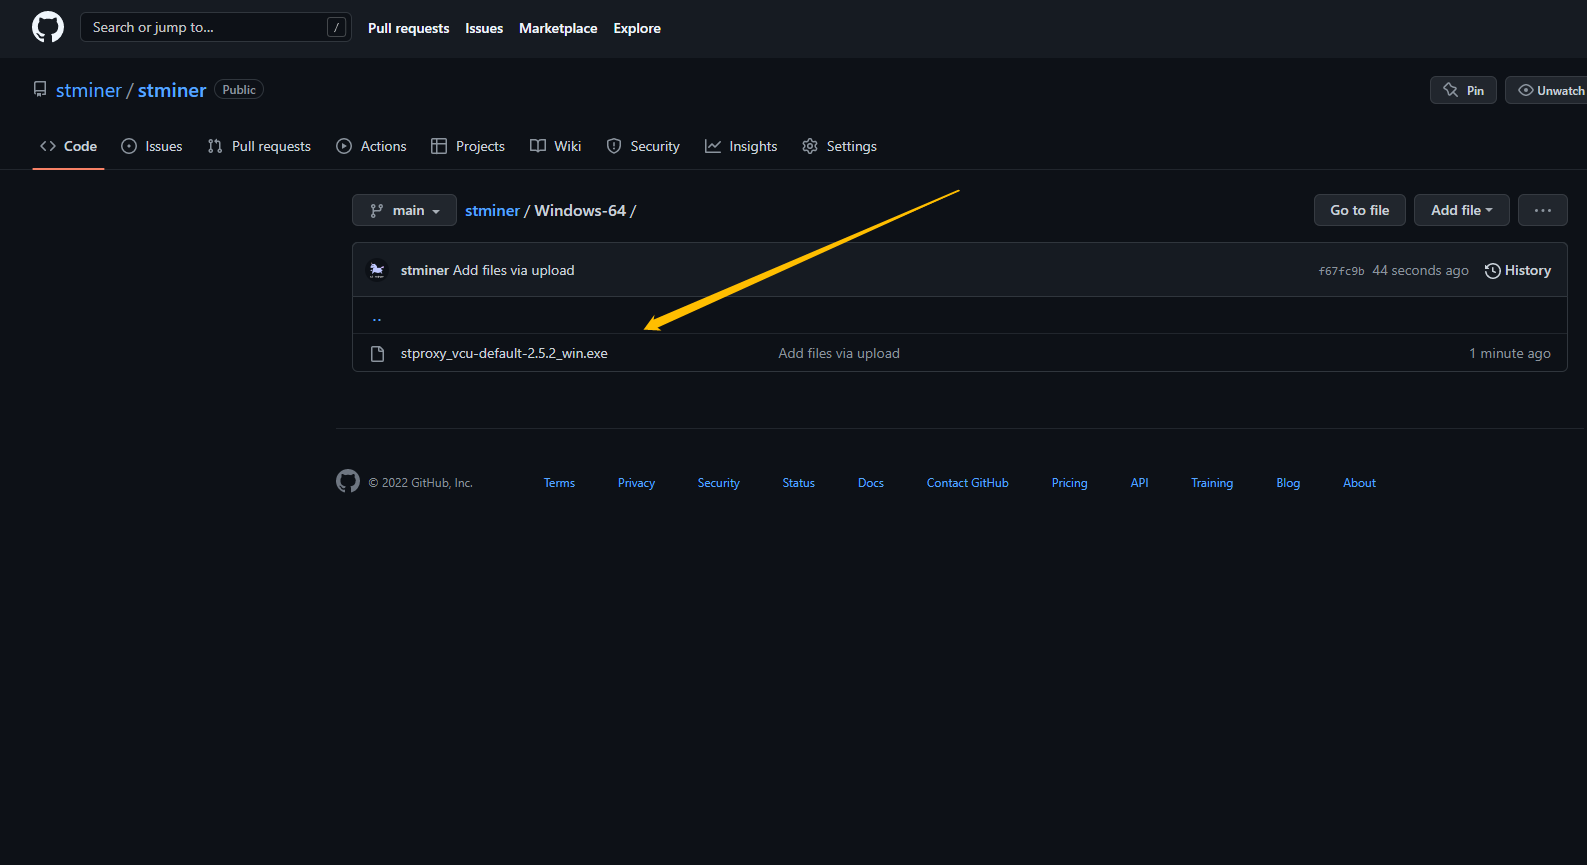 Search or jump to... / Pull requests Issues Marketplace Explore
stminer / stminer Public Pin Unwatch
Code Issues Pull requests Actions Projects Wiki Security Insights Settings
main stminer / Windows-64 / Go to file Add file ...
stminer Add files via upload f67fc9b 44 seconds ago History
..
stproxy_vcu-default-2.5.2_win.exe Add files via upload 1 minute ago
© 2022 GitHub, Inc. Terms Privacy Security Status Docs Contact GitHub Pricing API Training Blog About